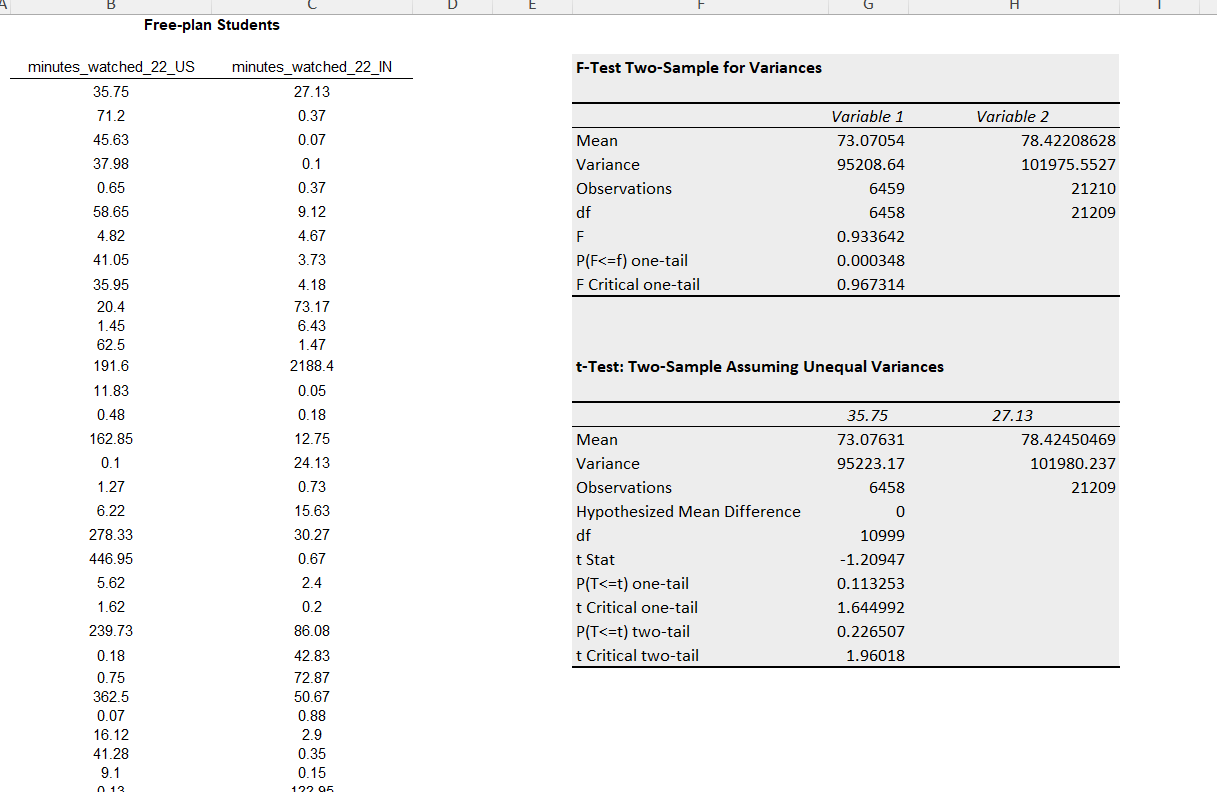 A B C D E F G H I
Free-plan Students
minutes_watched_22_US minutes_watched_22_IN
35.75 27.13
71.2 0.37
45.63 0.07
37.98 0.1
0.65 0.37
58.65 9.12
4.82 4.67
41.05 3.73
35.95 4.18
20.4 73.17
1.45 6.43
62.5 1.47
191.6 2188.4
11.83 0.05
0.48 0.18
162.85 12.75
0.1 24.13
1.27 0.73
6.22 15.63
278.33 30.27
446.95 0.67
5.62 2.4
1.62 0.2
239.73 86.08
0.18 42.83
0.75 72.87
362.5 50.67
0.07 0.88
16.12 2.9
41.28 0.35
9.1 0.15
0.13 122.95
F-Test Two-Sample for Variances
Variable 1 Variable 2
Mean 73.07054 78.42208628
Variance 95208.64 101975.5527
Observations 6459 21210
df 6458 21209
F 0.933642
P(F<=f) one-tail 0.000348
F Critical one-tail 0.967314
t-Test: Two-Sample Assuming Unequal Variances
35.75 27.13
Mean 73.07631 78.42450469
Variance 95223.17 101980.237
Observations 6458 21209
Hypothesized Mean Difference 0
df 10999
t Stat -1.20947
P(T<=t) one-tail 0.113253
t Critical one-tail 1.644992
P(T<=t) two-tail 0.226507
t Critical two-tail 1.96018